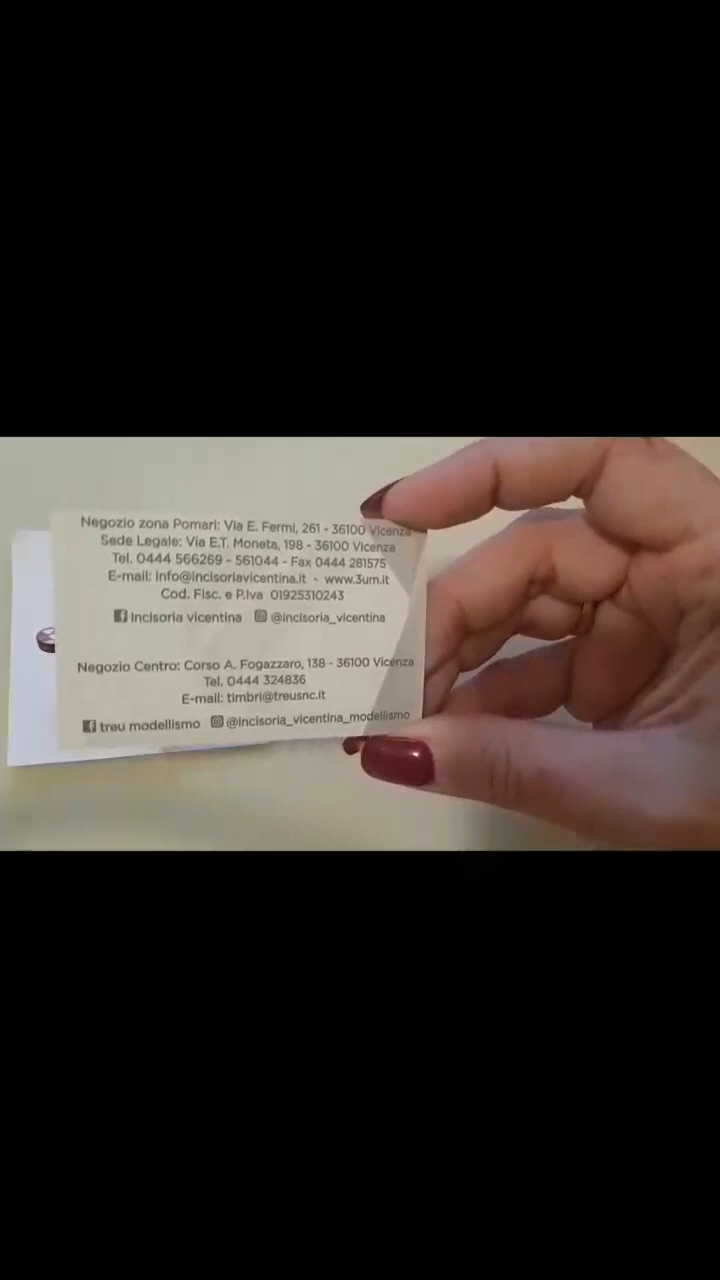 Negozio zona Pomari: Via E. Fermi, 261 - 36100 Vicenza
Sede Legale: Via E.T. Moneta, 198 - 36100 Vicenza
Tel. 0444 566269 - 561044 - Fax 0444 281575
E-mail: info@incisoriavicentina.it - www.3um.it
Cod. Fisc. e P.Iva 01925310243
Incisoria vicentina @incisoria_vicentina
Negozio Centro: Corso A. Fogazzaro, 138 - 36100 Vicenza
Tel. 0444 324836
E-mail: timbri@treusnc.it
treu modellismo @incisoria_vicentina_modellismo